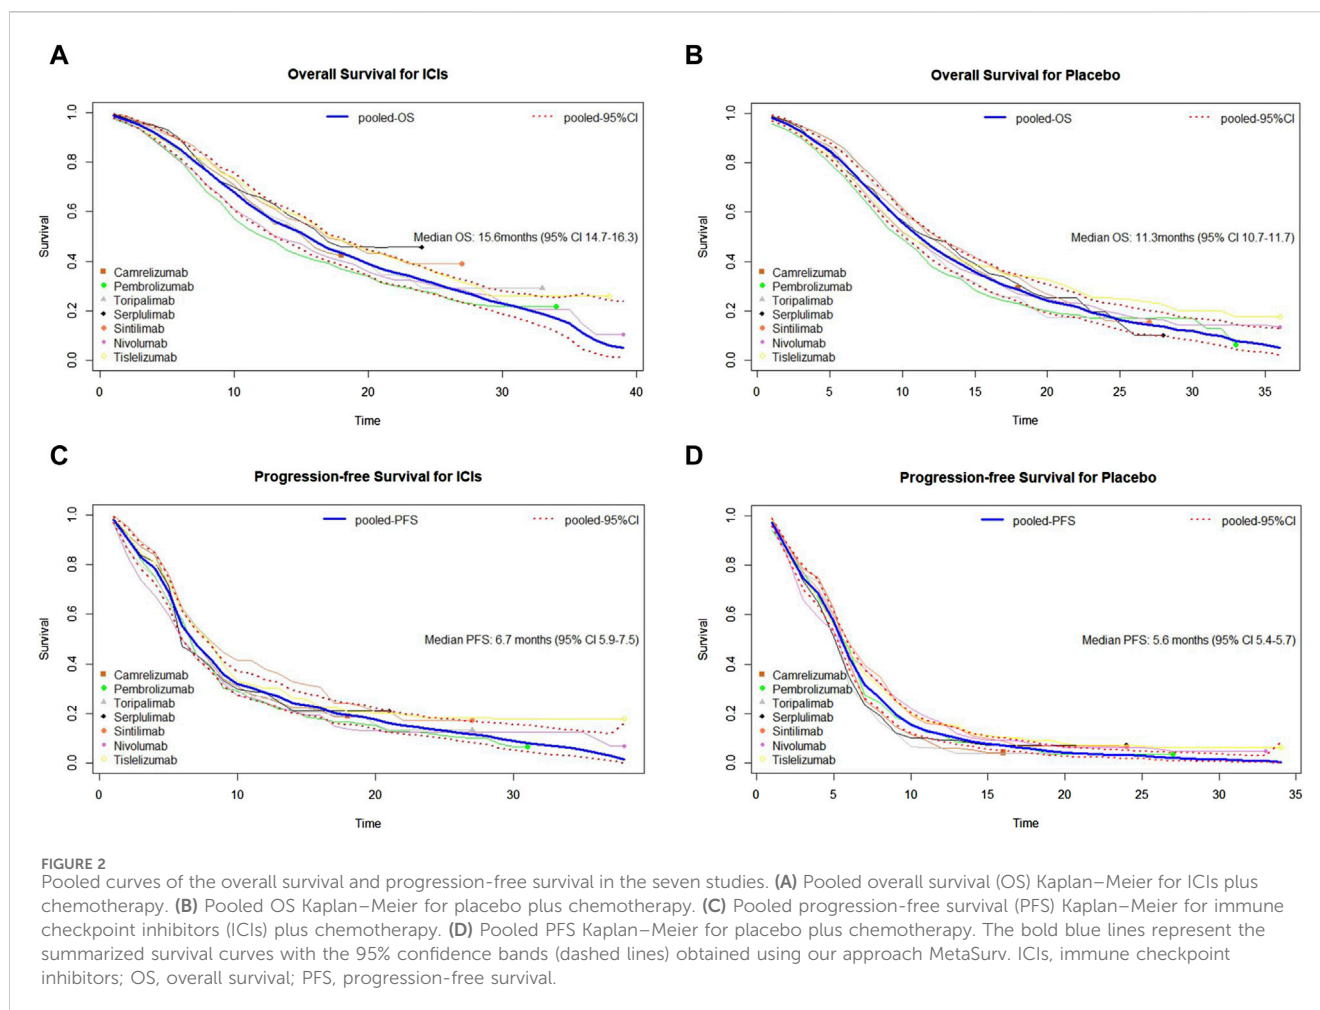 A
Overall Survival for ICIs
pooled-OS
pooled-95%CI
Survival
1.0
0.8
0.6
0.4
0.2
0.0
Median OS: 15.6months (95% CI 14.7-16.3)
Camrelizumab
Pembrolizumab
Toripalimab
Serplulimab
Sintilimab
Nivolumab
Tislelizumab
0 10 20 30 40
Time
B
Overall Survival for Placebo
pooled-OS
pooled-95%CI
Survival
1.0
0.8
0.6
0.4
0.2
0.0
Median OS: 11.3months (95% CI 10.7-11.7)
Camrelizumab
Pembrolizumab
Toripalimab
Serplulimab
Sintilimab
Nivolumab
Tislelizumab
0 5 10 15 20 25 30 35
Time
C
Progression-free Survival for ICIs
pooled-PFS
pooled-95%CI
Survival
1.0
0.8
0.6
0.4
0.2
0.0
Median PFS: 6.7 months (95% CI 5.9-7.5)
Camrelizumab
Pembrolizumab
Toripalimab
Serplulimab
Sintilimab
Nivolumab
Tislelizumab
0 10 20 30
Time
D
Progression-free Survival for Placebo
pooled-PFS
pooled-95%CI
Survival
1.0
0.8
0.6
0.4
0.2
0.0
Median PFS: 5.6 months (95% CI 5.4-5.7)
Camrelizumab
Pembrolizumab
Toripalimab
Serplulimab
Sintilimab
Nivolumab
Tislelizumab
0 5 10 15 20 25 30 35
Time
FIGURE 2
Pooled curves of the overall survival and progression-free survival in the seven studies. (A) Pooled overall survival (OS) Kaplan–Meier for ICIs plus
chemotherapy. (B) Pooled OS Kaplan–Meier for placebo plus chemotherapy. (C) Pooled progression-free survival (PFS) Kaplan–Meier for immune
checkpoint inhibitors (ICIs) plus chemotherapy. (D) Pooled PFS Kaplan–Meier for placebo plus chemotherapy. The bold blue lines represent the
summarized survival curves with the 95% confidence bands (dashed lines) obtained using our approach MetaSurv. ICIs, immune checkpoint
inhibitors; OS, overall survival; PFS, progression-free survival.